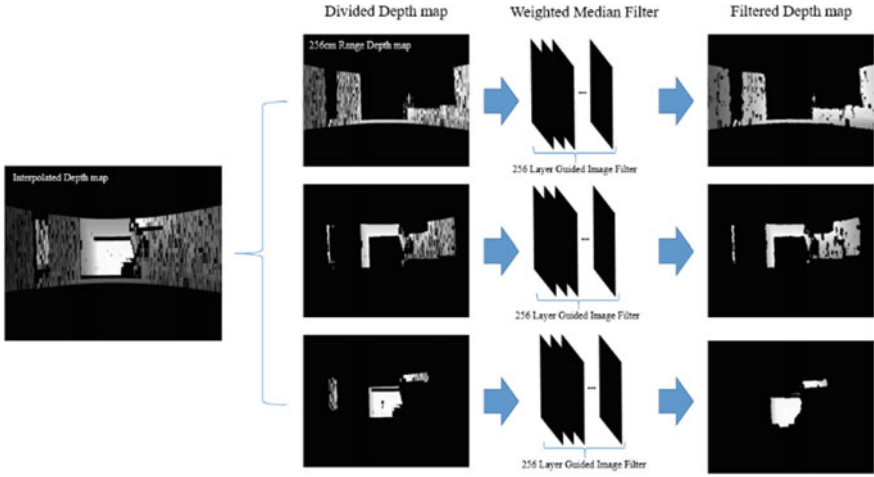 Divided Depth map
Weighted Median Filter
Filtered Depth map
256cm Range Depth map
...
256 Layer Guided Image Filter
Interpolated Depth map
...
256 Layer Guided Image Filter
...
256 Layer Guided Image Filter